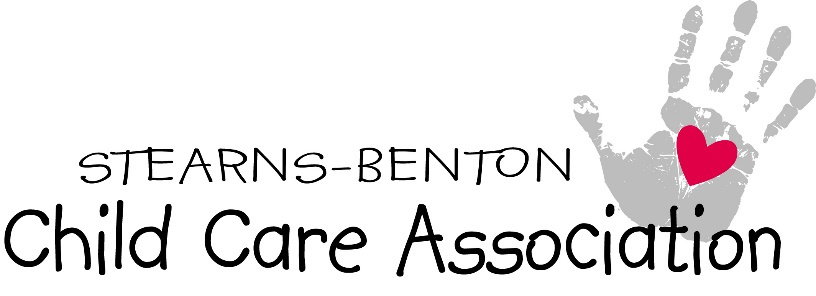 STEARNS-BENTON
Child Care Association